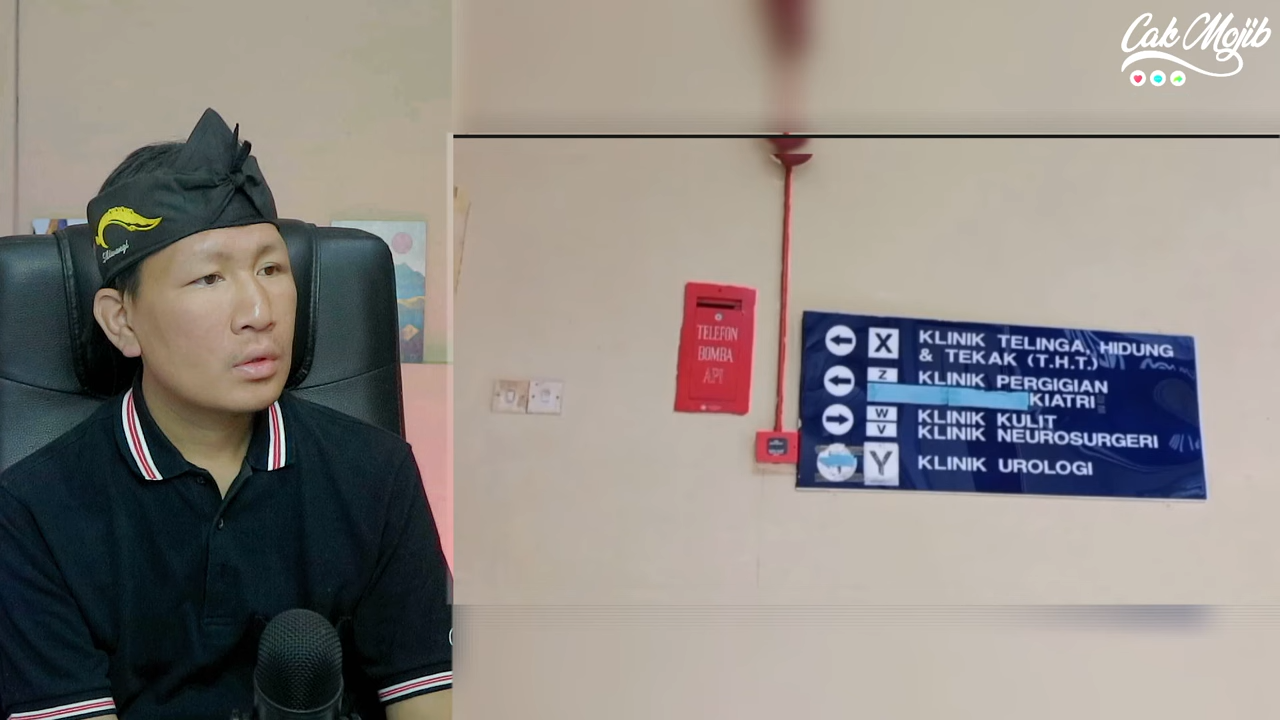 Cak Mojib
TELEFON
BOMBA
API
X
KLINIK TELINGA, HIDUNG
& TEKAK (T.H.T.)
Z
KLINIK PERGIGIAN
KIATRI
W
KLINIK KULIT
V
KLINIK NEUROSURGERI
Y
KLINIK UROLOGI